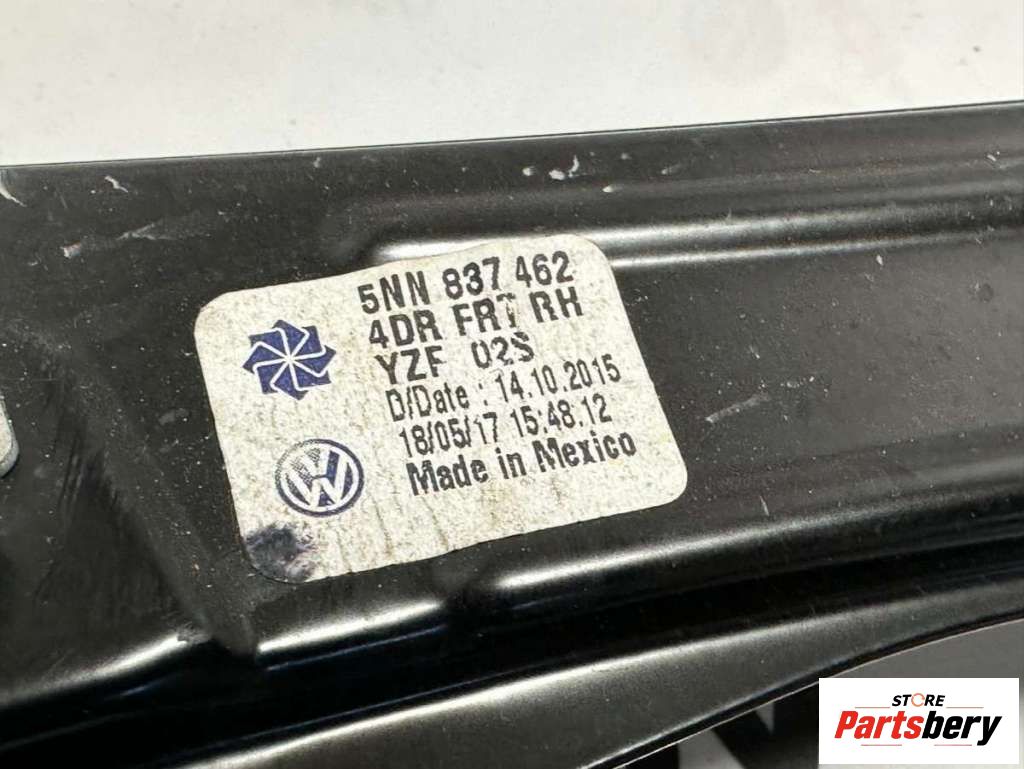 5NN 837 462
4DR FRT RH
YZF 02S
D/Date : 14.10.2015
18/05/17 15:48.12
Made in Mexico
VW
STORE
Partsbery